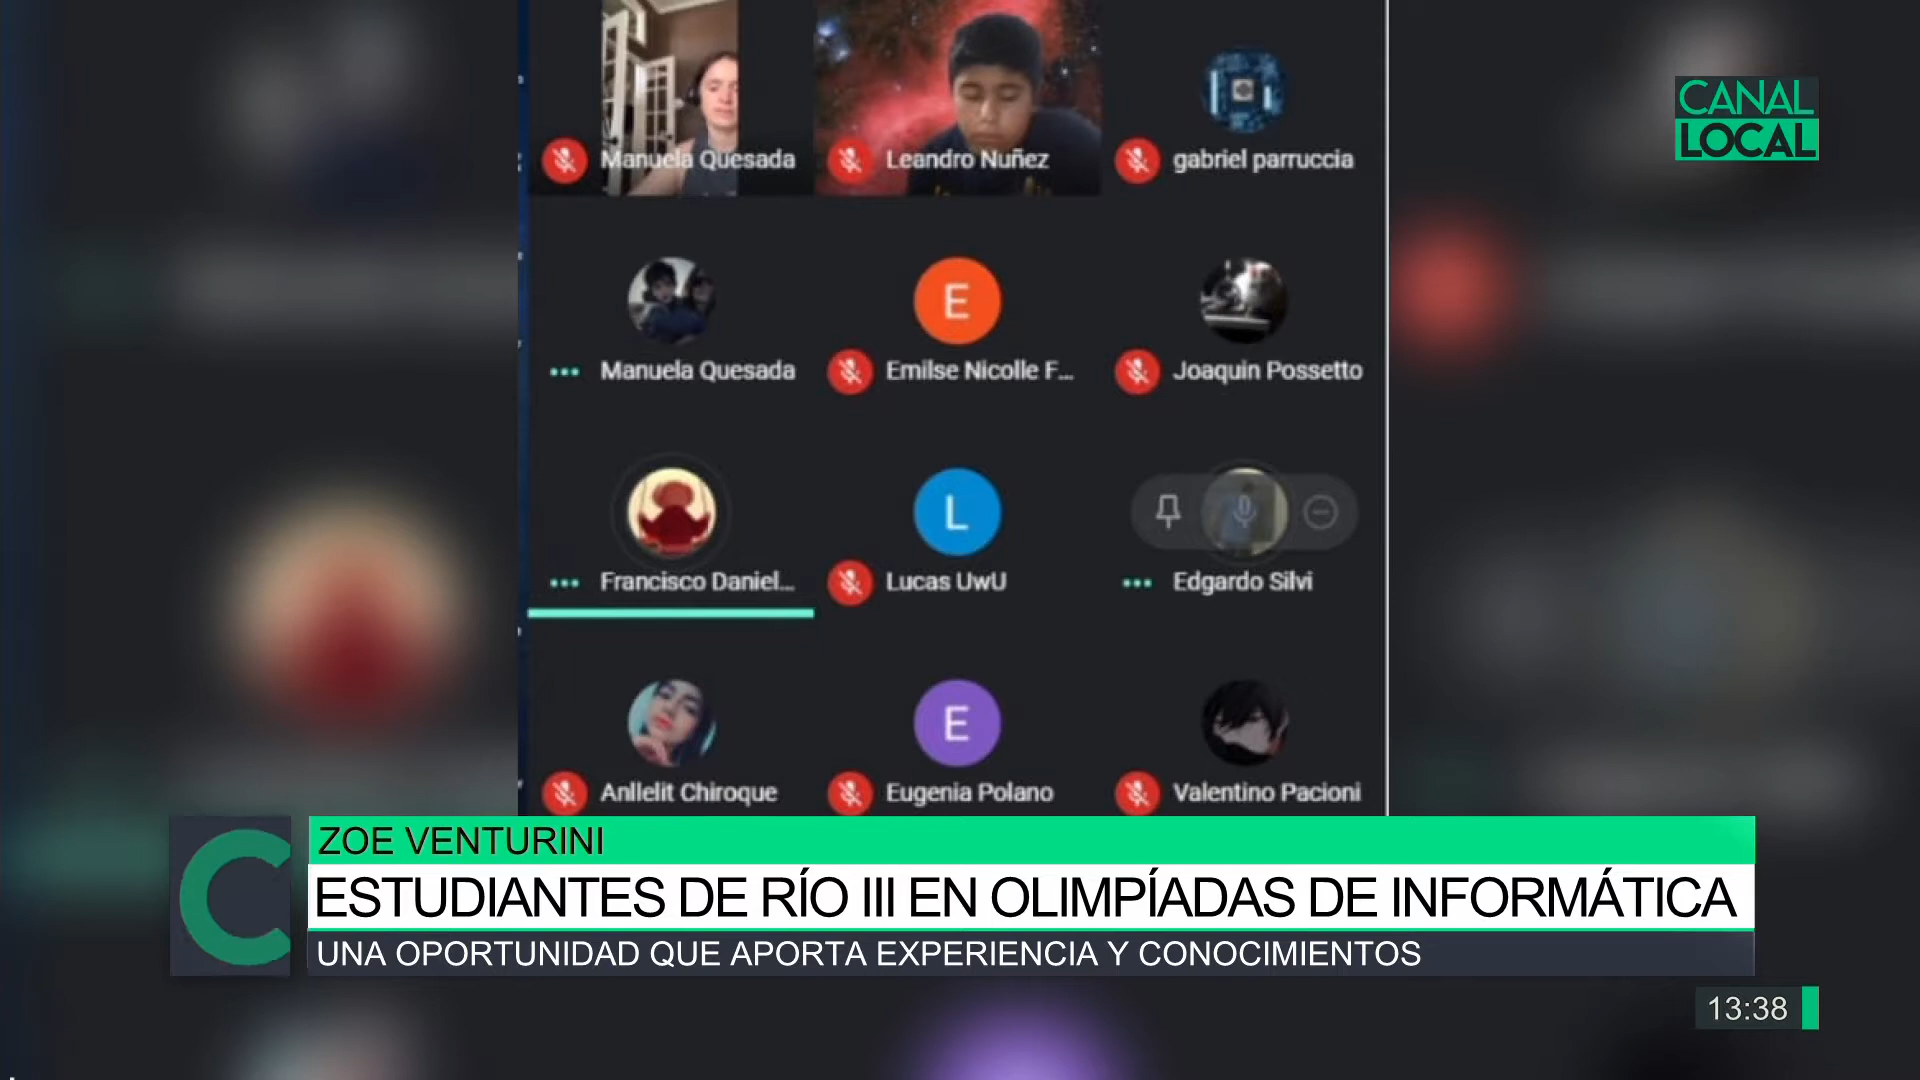 CANAL
LOCAL
Manuela Quesada
Leandro Nuñez
gabriel parruccia
E
Manuela Quesada
Emilse Nicolle F...
Joaquin Possetto
L
Francisco Daniel...
Lucas UwU
Edgardo Silvi
E
Anllelit Chiroque
Eugenia Polano
Valentino Pacioni
C
ZOE VENTURINI
ESTUDIANTES DE RÍO III EN OLIMPÍADAS DE INFORMÁTICA
UNA OPORTUNIDAD QUE APORTA EXPERIENCIA Y CONOCIMIENTOS
13:38